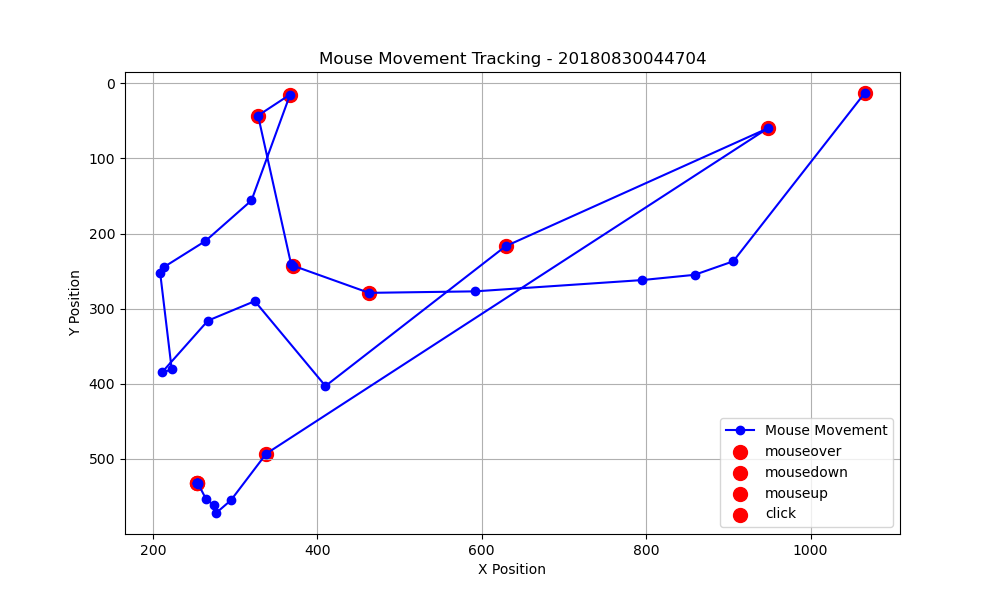 Mouse Movement Tracking - 20180830044704
0
100
200
300
400
500
Y Position
200
400
600
800
1000
X Position
Mouse Movement
mouseover
mousedown
mouseup
click